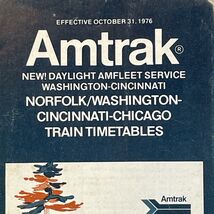 EFFECTIVE OCTOBER 31, 1976
Amtrak®
NEW! DAYLIGHT AMFLEET SERVICE
WASHINGTON-CINCINNATI
NORFOLK/WASHINGTON-
CINCINNATI-CHICAGO
TRAIN TIMETABLES
Amtrak